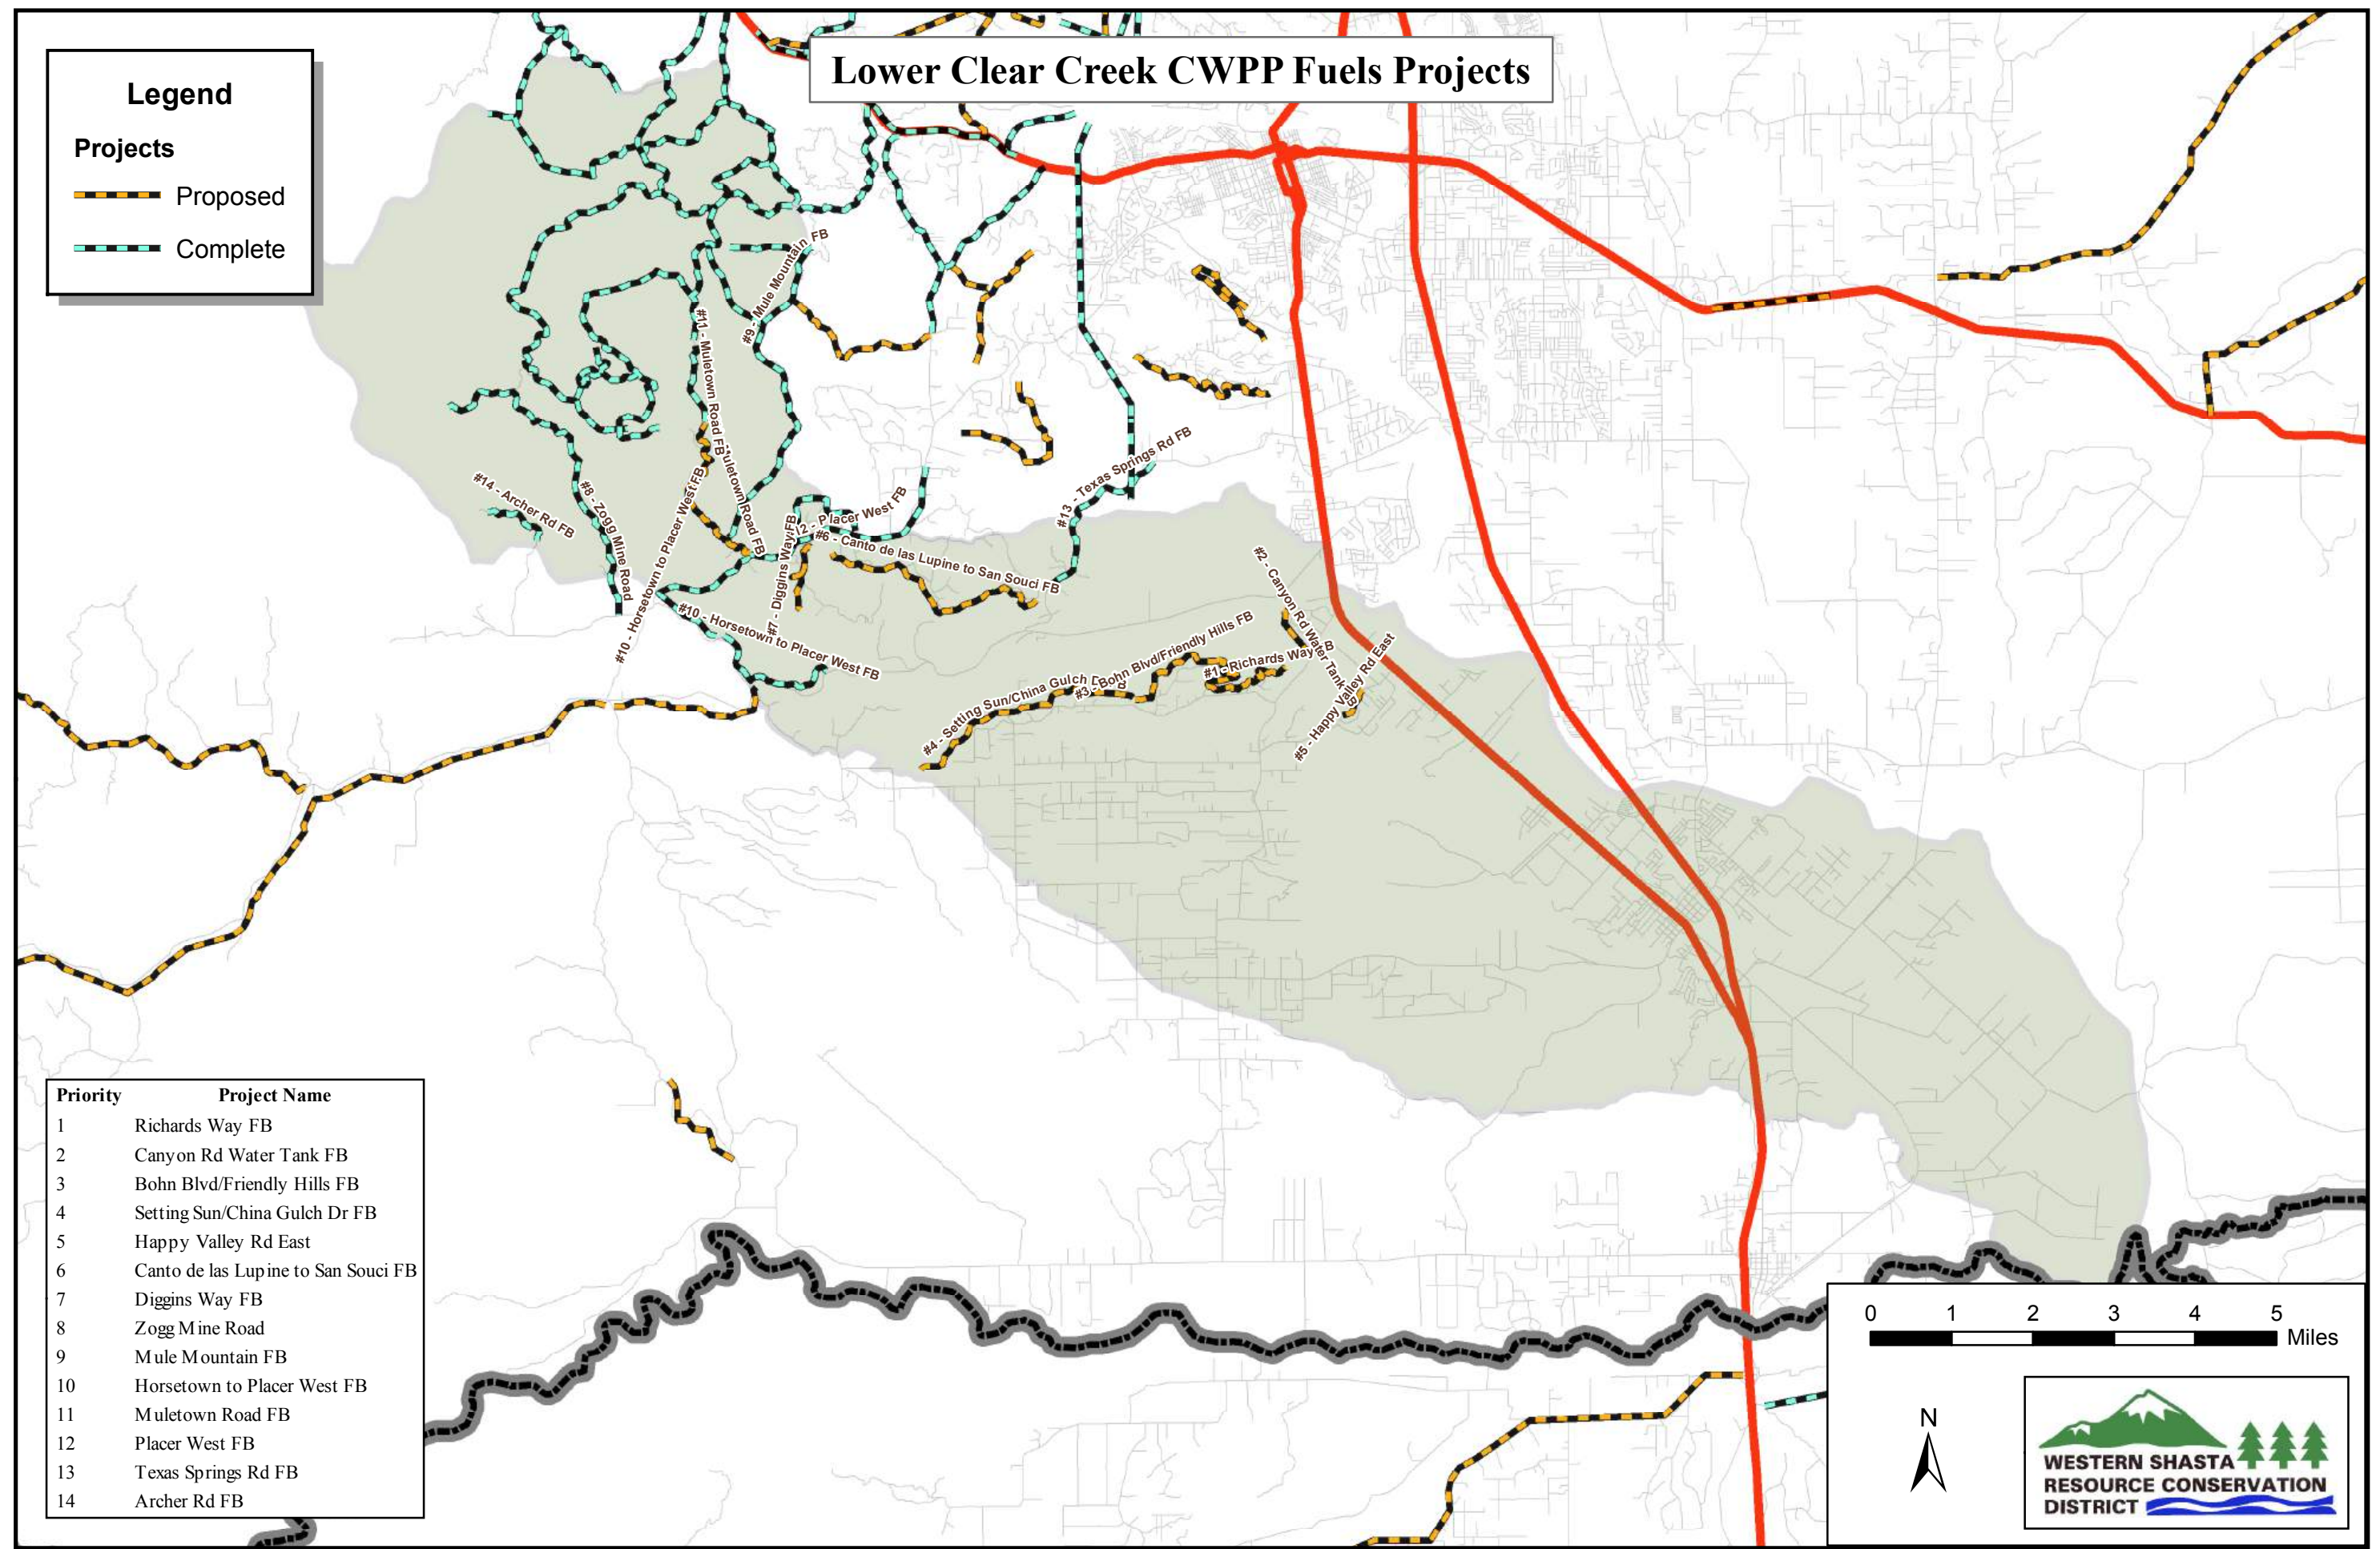 Lower Clear Creek CWPP Fuels Projects
Legend
Projects
Proposed
Complete
#9 - Mule Mountain FB
#11 - Muletown Road FB
Muletown Road FB
#13 - Texas Springs Rd FB
#14 - Archer Rd FB
#8 - Zogg Mine Road
#10 - Horsetown to Placer West FB
Placer West FB
#6 - Canto de las Lupine to San Souci FB
#7 - Diggins Way FB
#10 - Horsetown to Placer West FB
#2 - Canyon Rd Water Tank
#3 - Bohn Blvd/Friendly Hills FB
#1 - Richards Way FB
#4 - Setting Sun/China Gulch
#5 - Happy Valley Rd East
Priority Project Name
1 Richards Way FB
2 Canyon Rd Water Tank FB
3 Bohn Blvd/Friendly Hills FB
4 Setting Sun/China Gulch Dr FB
5 Happy Valley Rd East
6 Canto de las Lupine to San Souci FB
7 Diggins Way FB
8 Zogg Mine Road
9 Mule Mountain FB
10 Horsetown to Placer West FB
11 Muletown Road FB
12 Placer West FB
13 Texas Springs Rd FB
14 Archer Rd FB
0 1 2 3 4 5
Miles
N
WESTERN SHASTA
RESOURCE CONSERVATION
DISTRICT